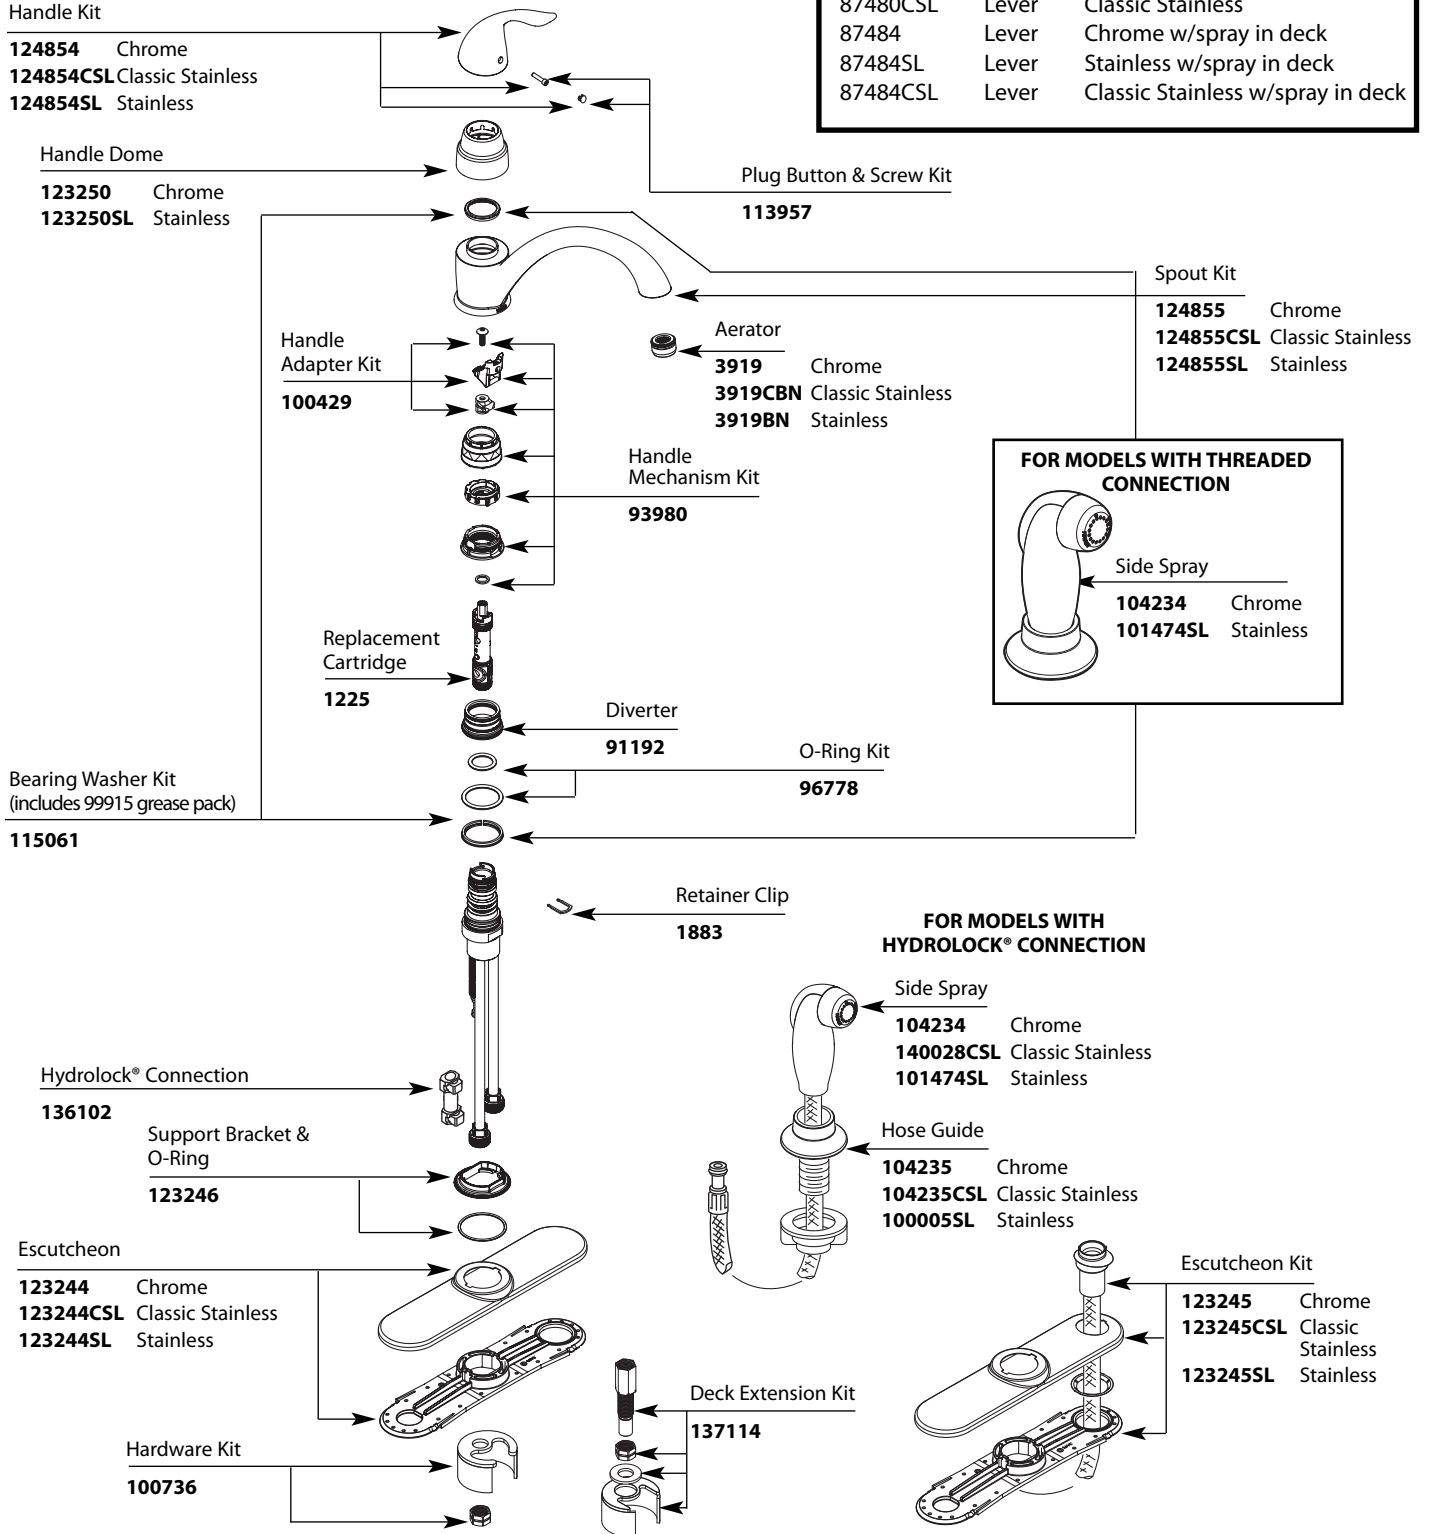 Handle Kit
124854 Chrome
124854CSL Classic Stainless
124854SL Stainless
87480CSL Lever Classic Stainless
87484 Lever Chrome w/spray in deck
87484SL Lever Stainless w/spray in deck
87484CSL Lever Classic Stainless w/spray in deck
Handle Dome
123250 Chrome
123250SL Stainless
Plug Button & Screw Kit
113957
Spout Kit
124855 Chrome
124855CSL Classic Stainless
124855SL Stainless
Handle
Adapter Kit
100429
Aerator
3919 Chrome
3919CBN Classic Stainless
3919BN Stainless
Handle
Mechanism Kit
93980
FOR MODELS WITH THREADED
CONNECTION
Side Spray
104234 Chrome
101474SL Stainless
Replacement
Cartridge
1225
Diverter
91192
O-Ring Kit
96778
Bearing Washer Kit
(includes 99915 grease pack)
115061
Retainer Clip
1883
FOR MODELS WITH
HYDROLOCK® CONNECTION
Side Spray
104234 Chrome
140028CSL Classic Stainless
101474SL Stainless
Hydrolock® Connection
136102
Support Bracket &
O-Ring
123246
Hose Guide
104235 Chrome
104235CSL Classic Stainless
100005SL Stainless
Escutcheon
123244 Chrome
123244CSL Classic Stainless
123244SL Stainless
Escutcheon Kit
123245 Chrome
123245CSL Classic
Stainless
123245SL Stainless
Deck Extension Kit
137114
Hardware Kit
100736